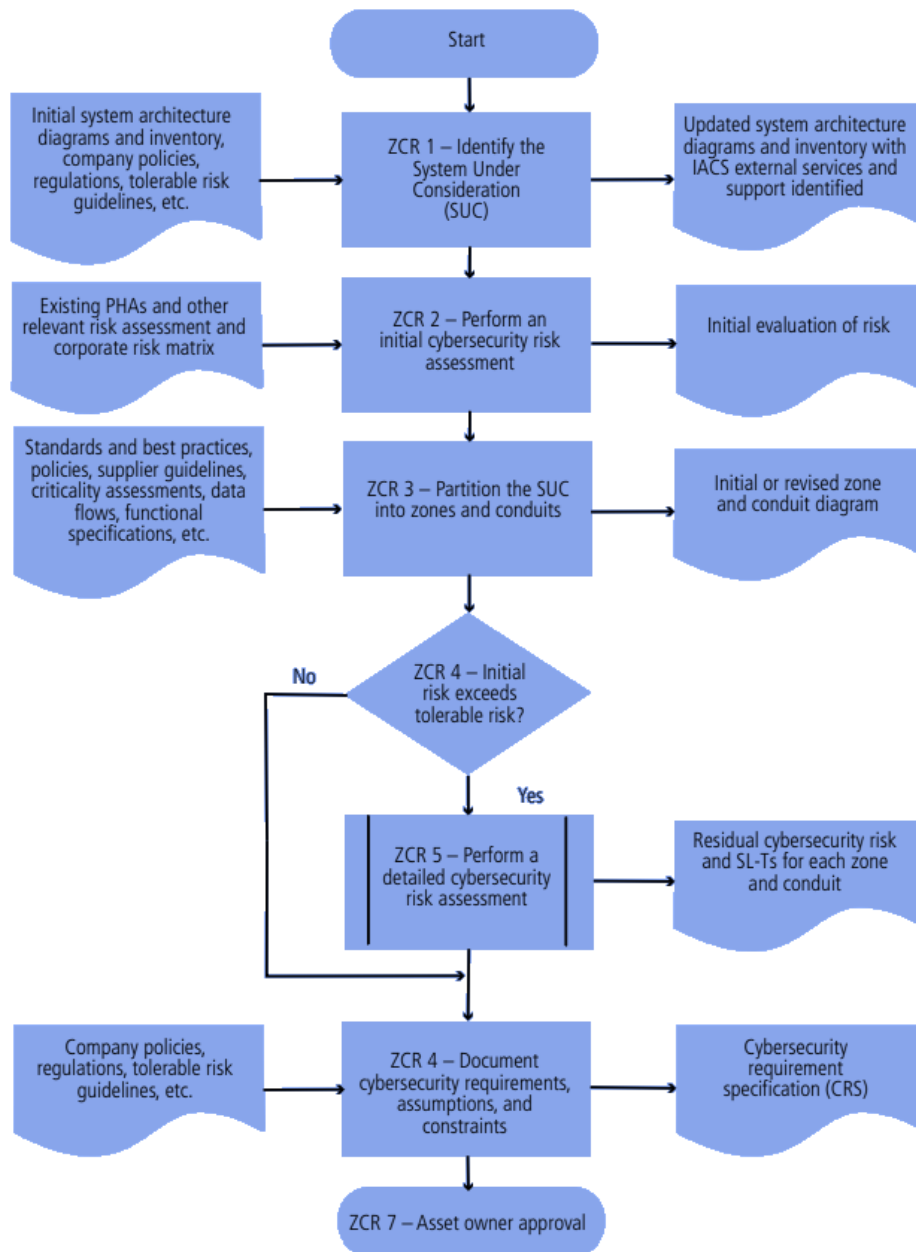 Start
Initial system architecture
diagrams and inventory,
company policies,
regulations, tolerable risk
guidelines, etc.
ZCR 1 – Identify the
System Under
Consideration
(SUC)
Updated system architecture
diagrams and inventory with
IACS external services and
support identified
Existing PHAs and other
relevant risk assessment and
corporate risk matrix
ZCR 2 – Perform an
initial cybersecurity risk
assessment
Initial evaluation of risk
Standards and best practices,
policies, supplier guidelines,
criticality assessments, data
flows, functional
specifications, etc.
ZCR 3 – Partition the SUC
into zones and conduits
Initial or revised zone
and conduit diagram
ZCR 4 – Initial
risk exceeds
tolerable risk?
No
Yes
ZCR 5 – Perform a
detailed cybersecurity
risk assessment
Residual cybersecurity risk
and SL-Ts for each zone
and conduit
Company policies,
regulations, tolerable risk
guidelines, etc.
ZCR 4 – Document
cybersecurity requirements,
assumptions, and
constraints
Cybersecurity
requirement
specification (CRS)
ZCR 7 – Asset owner approval